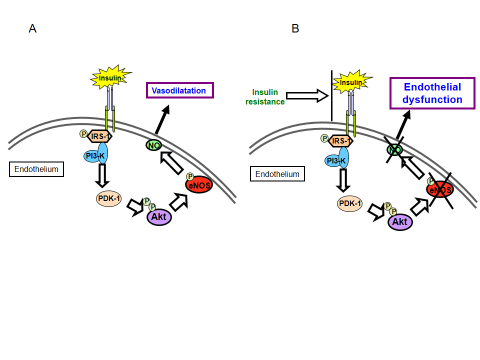 A
Insulin
Vasodilatation
P
IRS-1
NO
PI3-K
Endothelium
P
eNOS
PDK-1
P
P
Akt
B
Insulin
Insulin
resistance
Endothelial
dysfunction
P
IRS-1
NO
PI3-K
Endothelium
P
eNOS
PDK-1
P
P
Akt